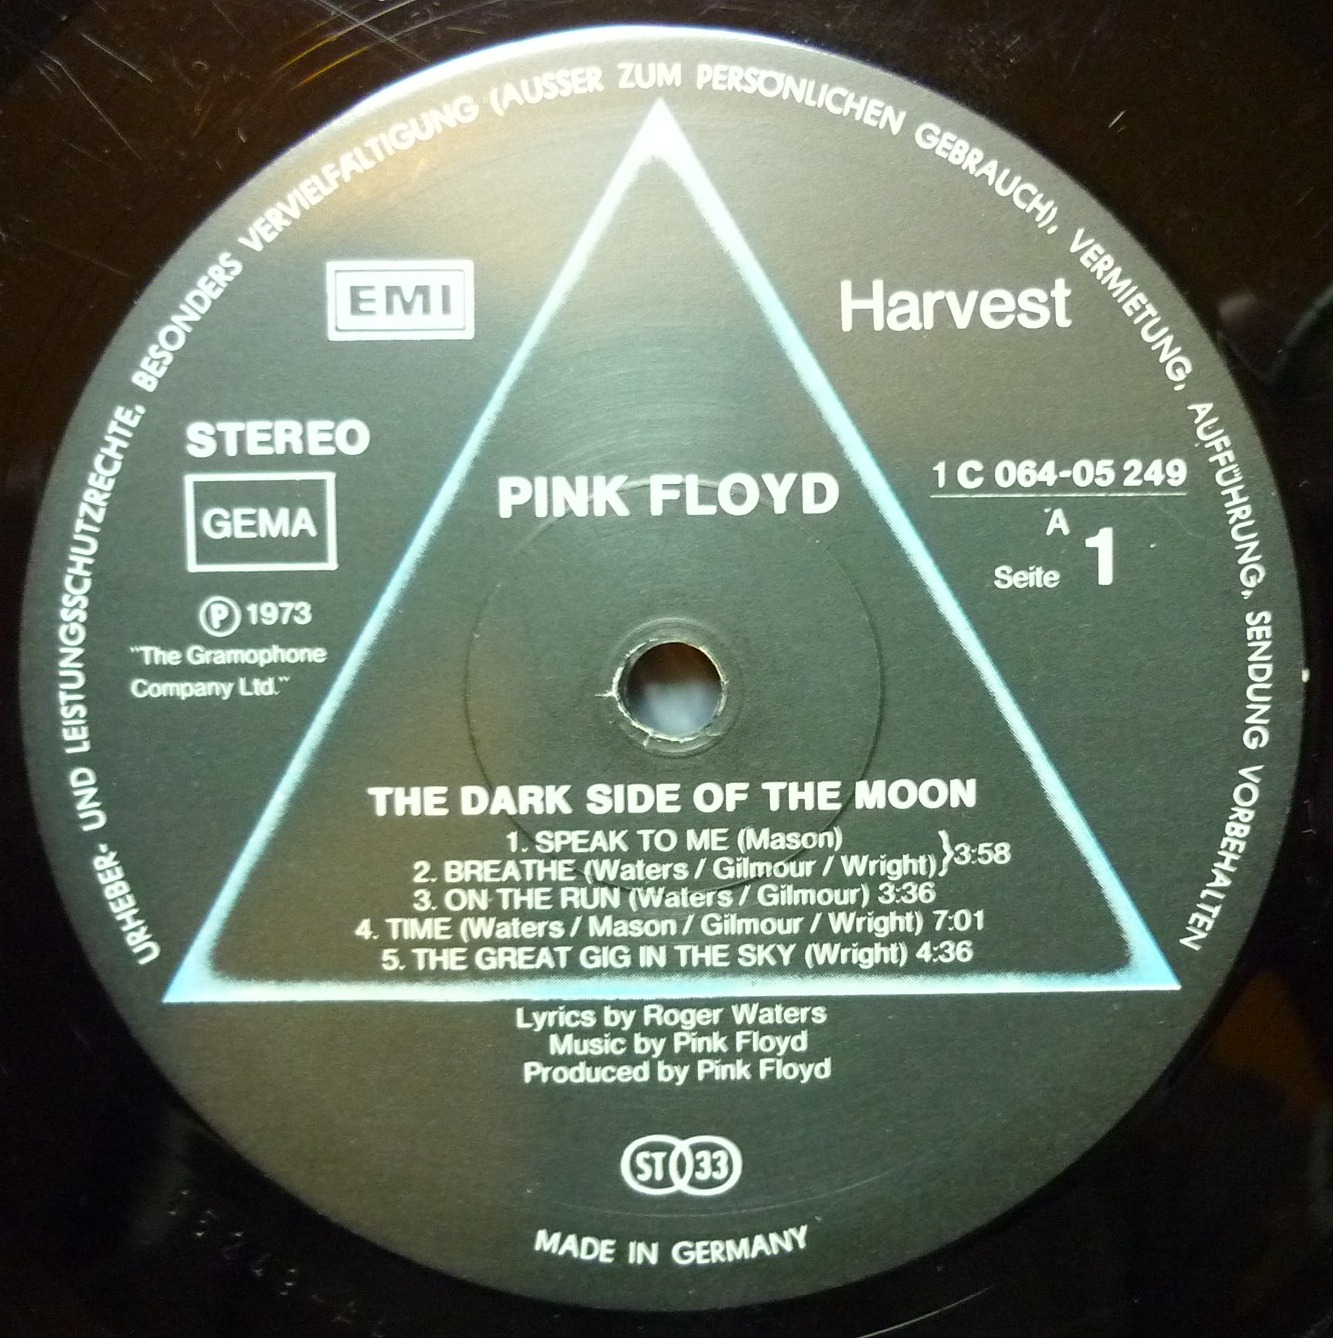 URHEBER- UND LEISTUNGSSCHUTZRECHTE, BESONDERS VERVIELFÄLTIGUNG (AUSSER ZUM PERSÖNLICHEN GEBRAUCH), VERMIETUNG, AUFFÜHRUNG, SENDUNG VORBEHALTEN
EMI
Harvest
STEREO
GEMA
Ⓟ 1973
"The Gramophone
Company Ltd."
PINK FLOYD
1 C 064-05 249
A
Seite 1
THE DARK SIDE OF THE MOON
1. SPEAK TO ME (Mason)
2. BREATHE (Waters / Gilmour / Wright)} 3:58
3. ON THE RUN (Waters / Gilmour) 3:36
4. TIME (Waters / Mason / Gilmour / Wright) 7:01
5. THE GREAT GIG IN THE SKY (Wright) 4:36
Lyrics by Roger Waters
Music by Pink Floyd
Produced by Pink Floyd
ST 33
MADE IN GERMANY